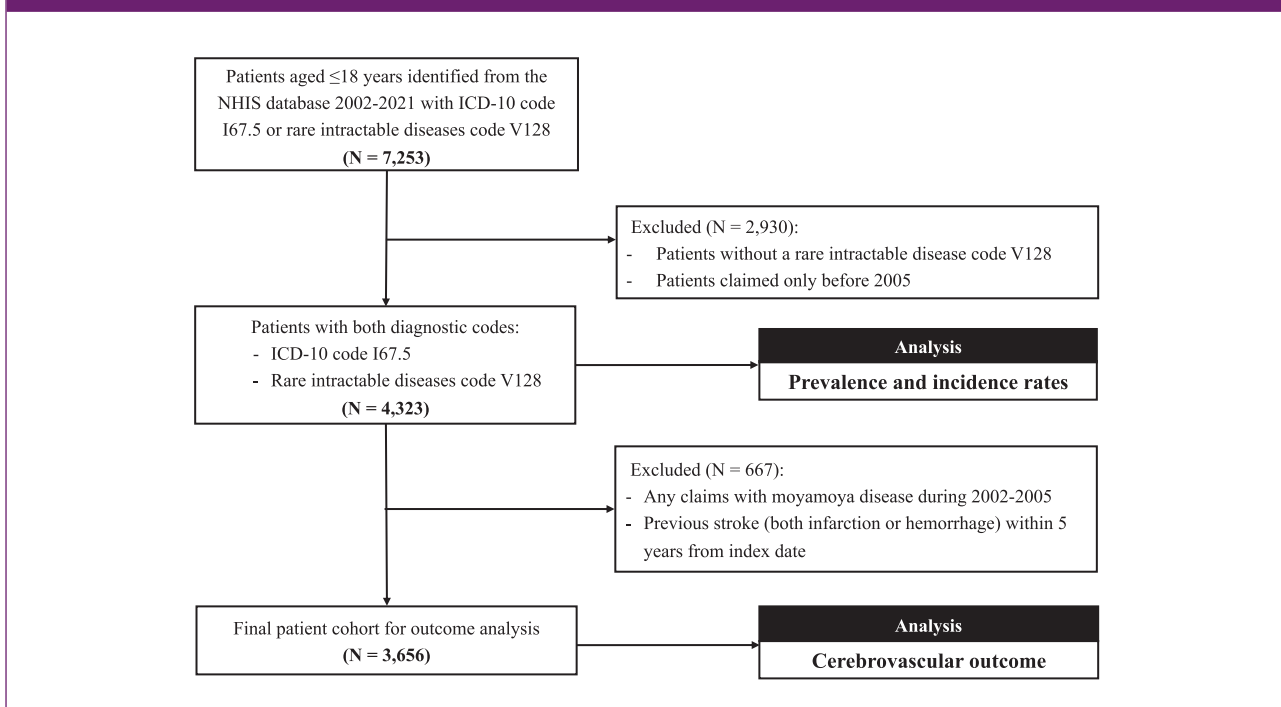 Patients aged ≤18 years identified from the
NHIS database 2002-2021 with ICD-10 code
I67.5 or rare intractable diseases code V128
(N = 7,253)
Excluded (N = 2,930):
- Patients without a rare intractable disease code V128
- Patients claimed only before 2005
Patients with both diagnostic codes:
- ICD-10 code I67.5
- Rare intractable diseases code V128
(N = 4,323)
Analysis
Prevalence and incidence rates
Excluded (N = 667):
- Any claims with moyamoya disease during 2002-2005
- Previous stroke (both infarction or hemorrhage) within 5
years from index date
Final patient cohort for outcome analysis
(N = 3,656)
Analysis
Cerebrovascular outcome